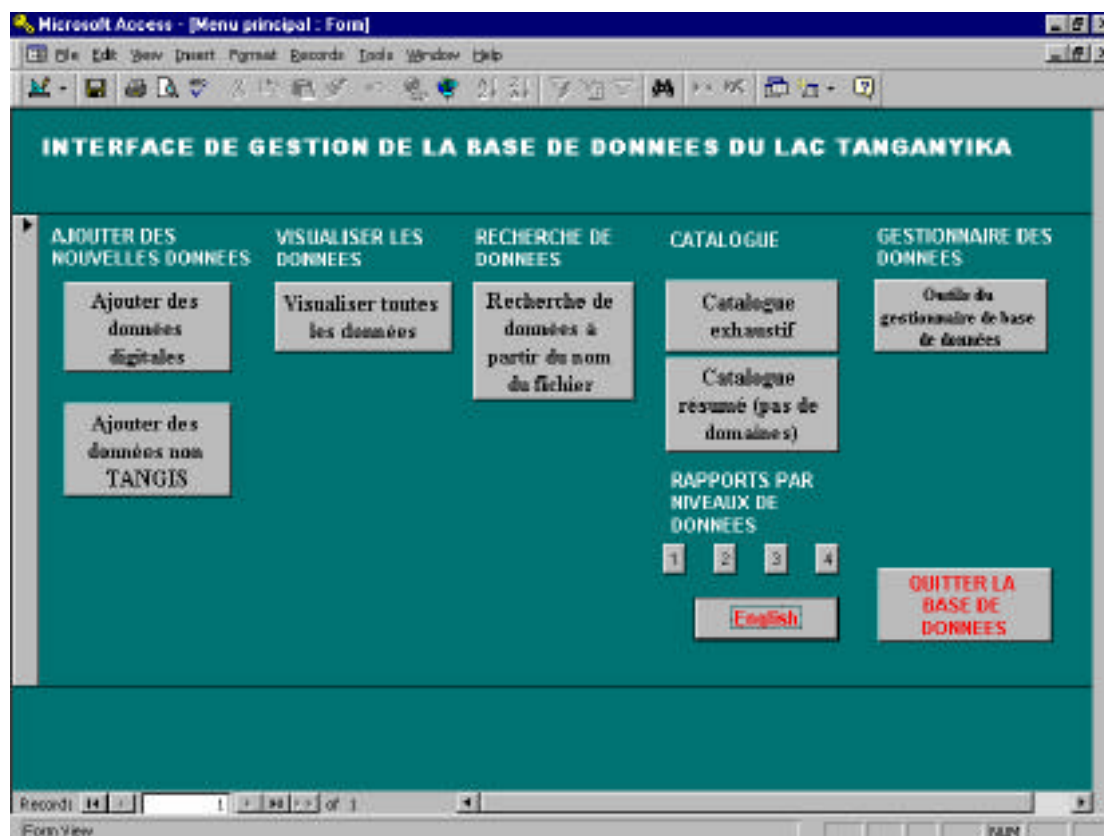 Microsoft Access - [Menu principal : Form]
File Edit View Insert Format Records Tools Window Help
INTERFACE DE GESTION DE LA BASE DE DONNEES DU LAC TANGANYIKA
AJOUTER DES
NOUVELLES DONNEES
Ajouter des
données
digitales
Ajouter des
données non
TANGIS
VISUALISER LES
DONNEES
Visualiser toutes
les données
RECHERCHE DE
DONNEES
Recherche de
données à
partir du nom
du fichier
CATALOGUE
Catalogue
exhaustif
Catalogue
résumé (pas de
domaines)
RAPPORTS PAR
NIVEAUX DE
DONNEES
1 2 3 4
English
GESTIONNAIRE DES
DONNEES
Outils du
gestionnaire de base
de données
QUITTER LA
BASE DE
DONNEES
Record: 1 of 1
Form View NUM